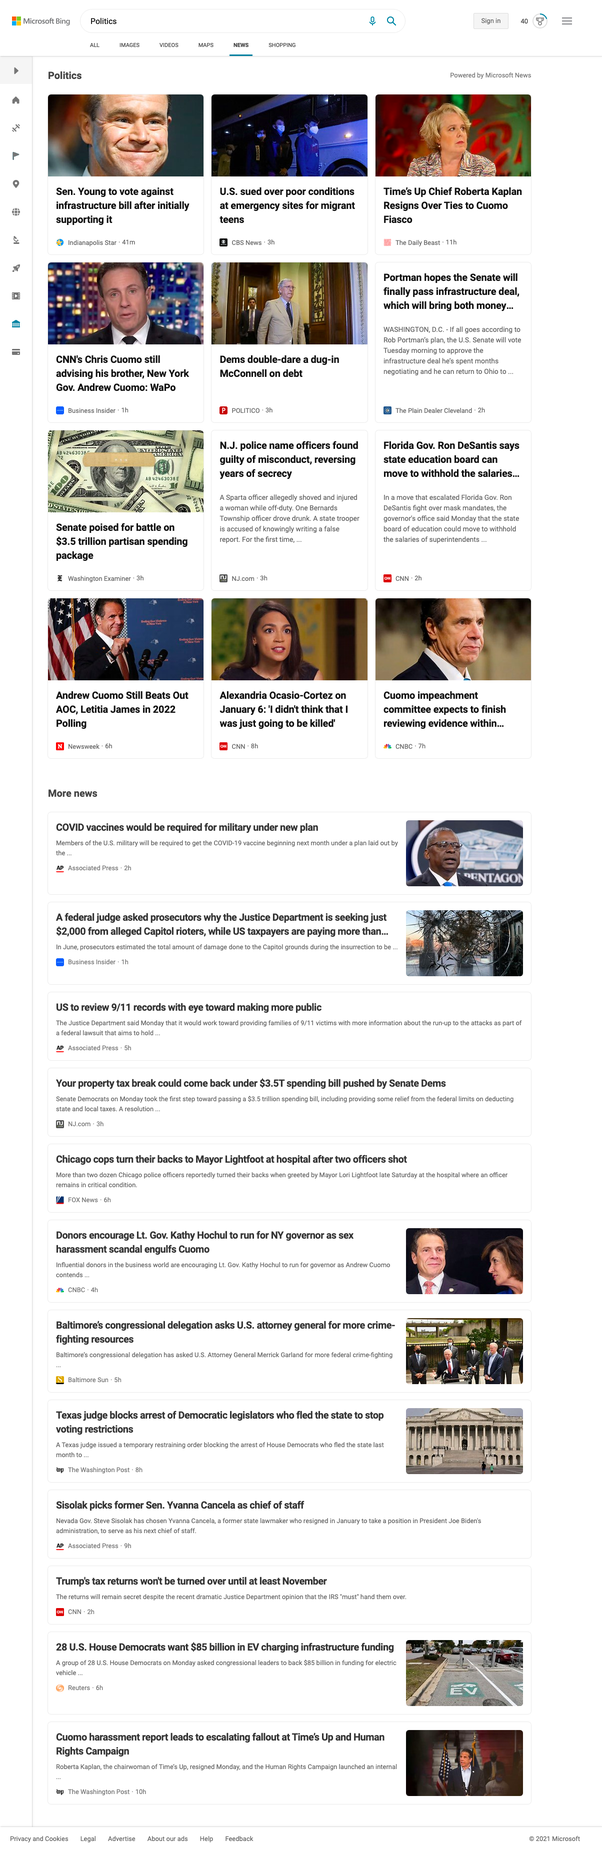 Microsoft Bing
Politics
Sign in
40
ALL
IMAGES
VIDEOS
MAPS
NEWS
SHOPPING
Politics
Powered by Microsoft News
Sen. Young to vote against
infrastructure bill after initially
supporting it
Indianapolis Star · 41m
U.S. sued over poor conditions
at emergency sites for migrant
teens
CBS News · 3h
Time's Up Chief Roberta Kaplan
Resigns Over Ties to Cuomo
Fiasco
The Daily Beast · 11h
CNN's Chris Cuomo still
advising his brother, New York
Gov. Andrew Cuomo: WaPo
Business Insider · 1h
Dems double-dare a dug-in
McConnell on debt
POLITICO · 3h
Portman hopes the Senate will
finally pass infrastructure deal,
which will bring both money...
WASHINGTON, D.C. - If all goes according to
Rob Portman's plan, the U.S. Senate will vote
Tuesday morning to approve the
infrastructure deal he's spent months
negotiating and he can return to Ohio to ...
The Plain Dealer Cleveland · 2h
Senate poised for battle on
$3.5 trillion partisan spending
package
Washington Examiner · 3h
N.J. police name officers found
guilty of misconduct, reversing
years of secrecy
A Sparta officer allegedly shoved and injured
a woman while off-duty. One Bernards
Township officer drove drunk. A state trooper
is accused of knowingly writing a false
report. For the first time, ...
NJ.com · 3h
Florida Gov. Ron DeSantis says
state education board can
move to withhold the salaries...
In a move that escalated Florida Gov. Ron
DeSantis fight over mask mandates, the
governor's office said Monday that the state
board of education could move to withhold
the salaries of superintendents ...
CNN · 2h
Andrew Cuomo Still Beats Out
AOC, Letitia James in 2022
Polling
Newsweek · 6h
Alexandria Ocasio-Cortez on
January 6: 'I didn't think that I
was just going to be killed'
CNN · 8h
Cuomo impeachment
committee expects to finish
reviewing evidence within...
CNBC · 7h
More news
COVID vaccines would be required for military under new plan
Members of the U.S. military will be required to get the COVID-19 vaccine beginning next month under a plan laid out by
the ...
AP Associated Press · 2h
PENTAGON
A federal judge asked prosecutors why the Justice Department is seeking just
$2,000 from alleged Capitol rioters, while US taxpayers are paying more than...
In June, prosecutors estimated the total amount of damage done to the Capitol grounds during the insurrection to be ...
Business Insider · 1h
US to review 9/11 records with eye toward making more public
The Justice Department said Monday that it would work toward providing families of 9/11 victims with more information about the run-up to the attacks as part of
a federal lawsuit that aims to hold ...
AP Associated Press · 5h
Your property tax break could come back under $3.5T spending bill pushed by Senate Dems
Senate Democrats on Monday took the first step toward passing a $3.5 trillion spending bill, including providing some relief from the federal limits on deducting
state and local taxes. A resolution ...
NJ.com · 3h
Chicago cops turn their backs to Mayor Lightfoot at hospital after two officers shot
More than two dozen Chicago police officers reportedly turned their backs when greeted by Mayor Lori Lightfoot late Saturday at the hospital where an officer
remains in critical condition.
FOX News · 6h
Donors encourage Lt. Gov. Kathy Hochul to run for NY governor as sex
harassment scandal engulfs Cuomo
Influential donors in the business world are encouraging Lt. Gov. Kathy Hochul to run for governor as Andrew Cuomo
contends ...
CNBC · 4h
Baltimore's congressional delegation asks U.S. attorney general for more crime-
fighting resources
Baltimore's congressional delegation has asked U.S. Attorney General Merrick Garland for more federal crime-fighting
...
Baltimore Sun · 5h
Texas judge blocks arrest of Democratic legislators who fled the state to stop
voting restrictions
A Texas judge issued a temporary restraining order blocking the arrest of House Democrats who fled the state last
month to ...
wp The Washington Post · 8h
Sisolak picks former Sen. Yvanna Cancela as chief of staff
Nevada Gov. Steve Sisolak has chosen Yvanna Cancela, a former state lawmaker who resigned in January to take a position in President Joe Biden's
administration, to serve as his next chief of staff.
AP Associated Press · 9h
Trump's tax returns won't be turned over until at least November
The returns will remain secret despite the recent dramatic Justice Department opinion that the IRS "must" hand them over.
CNN · 2h
28 U.S. House Democrats want $85 billion in EV charging infrastructure funding
A group of 28 U.S. House Democrats on Monday asked congressional leaders to back $85 billion in funding for electric
vehicle ...
Reuters · 6h
EV
Cuomo harassment report leads to escalating fallout at Time's Up and Human
Rights Campaign
Roberta Kaplan, the chairwoman of Time's Up, resigned Monday, and the Human Rights Campaign launched an internal
...
wp The Washington Post · 10h
Privacy and Cookies
Legal
Advertise
About our ads
Help
Feedback
© 2021 Microsoft